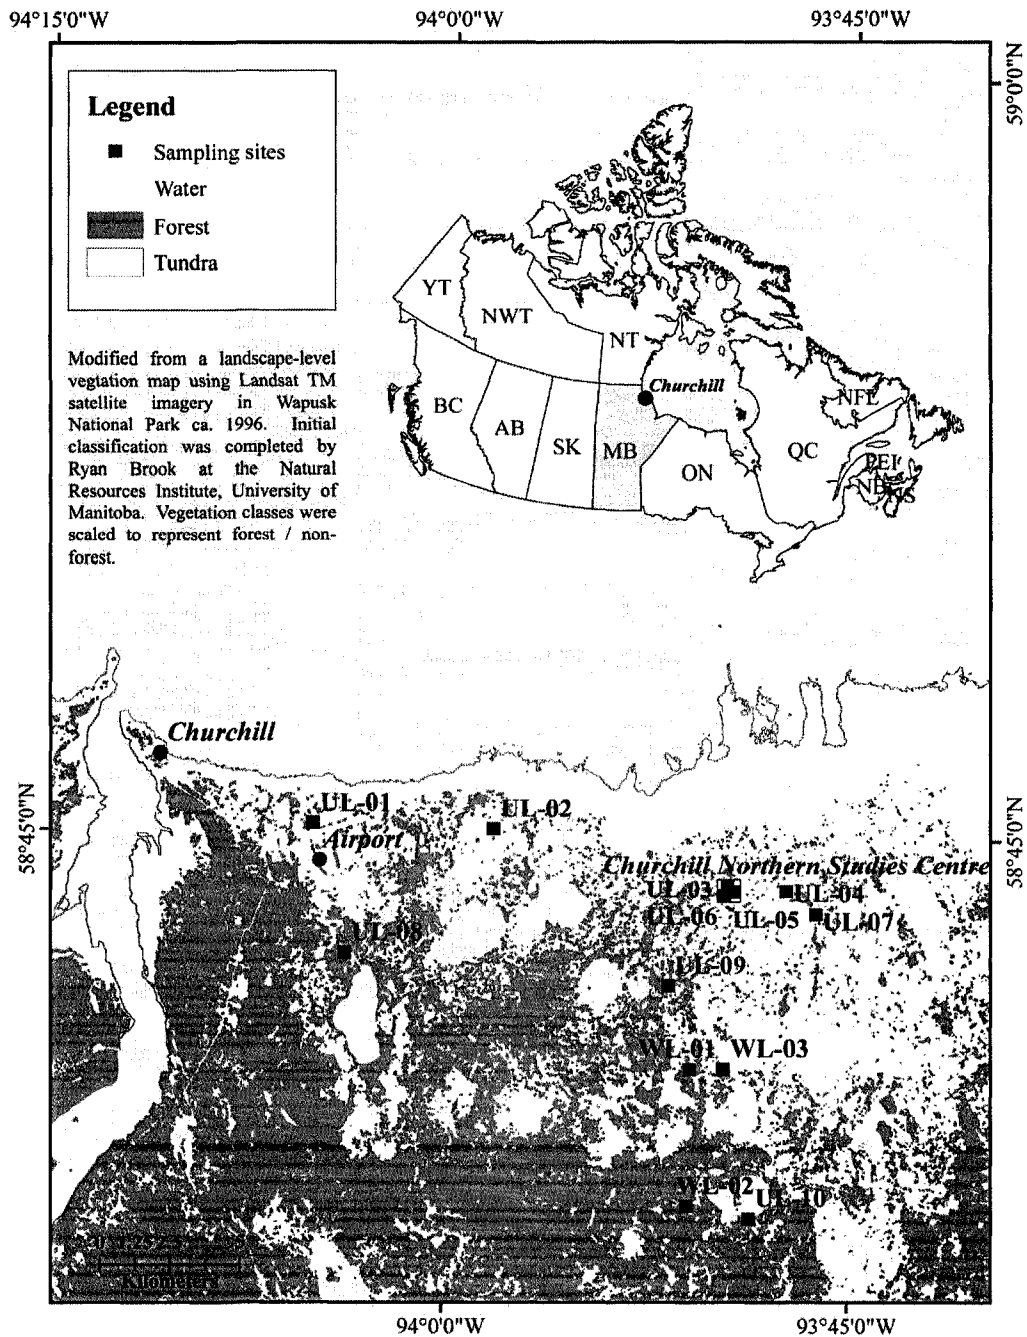 94°15'0"W
94°0'0"W
93°45'0"W
59°0'0"N
Legend
Sampling sites
Water
Forest
Tundra
Modified from a landscape-level
vegtation map using Landsat TM
satellite imagery in Wapusk
National Park ca. 1996. Initial
classification was completed by
Ryan Brook at the Natural
Resources Institute, University of
Manitoba. Vegetation classes were
scaled to represent forest / non-
forest.
YT
NWT
NT
Churchill
BC
AB
SK
MB
ON
QC
NFL
PEI
NB
NS
Churchill
58°45'0"N
UL-01
UL-02
Airport
58°45'0"N
Churchill Northern Studies Centre
UL-03
UL-04
UL-06
UL-05
UL-07
UL-08
UL-09
WL-01
WL-03
WL-02
UL-10
Kilometers
94°0'0"W
93°45'0"W